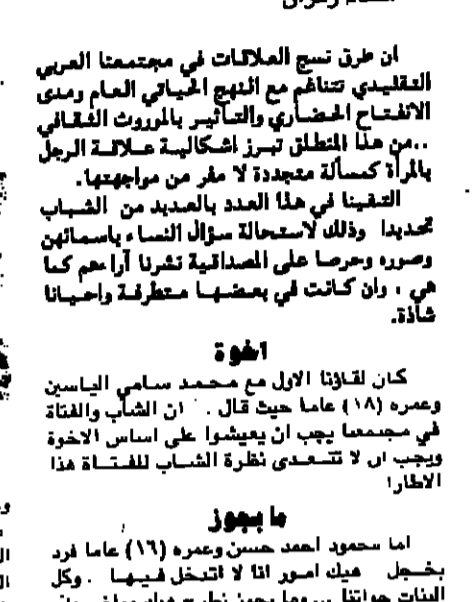 ان طرق نسج العلاقات في مجتمعنا العربي
التقليدي تتناغم مع النهج الحياتي العام ومدى
الانفتاح الحضاري والتأثير بالموروث الثقافي
..من هذا المنطلق تبرز اشكالية علاقة الرجل
بالمرأة كمسألة متجددة لا مفر من مواجهتها.
التقينا في هذا العدد بالعديد من الشباب
تحديدا وذلك لاستحالة سؤال النساء باسمائهن
وصوره وحرصا على المصداقية نشرنا آراءهم كما
هي ، وان كانت في بعضها متطرفة واحيانا
شاذة.
اخوة
كان لقاؤنا الاول مع محمد سامي الياسين
وعمره (١٨) عاما حيث قال . ان الشاب والفتاة
في مجتمعنا يجب ان يعيشوا على اساس الاخوة
ويجب ان لا تتعدى نظرة الشاب للفتاة هذا
الاطار!
ما بجوز
اما محمود احمد حسن وعمره (١٦) عاما فرد
بخجل هيك امور انا لا اتدخل فيها . وكل
البنات خواتنا